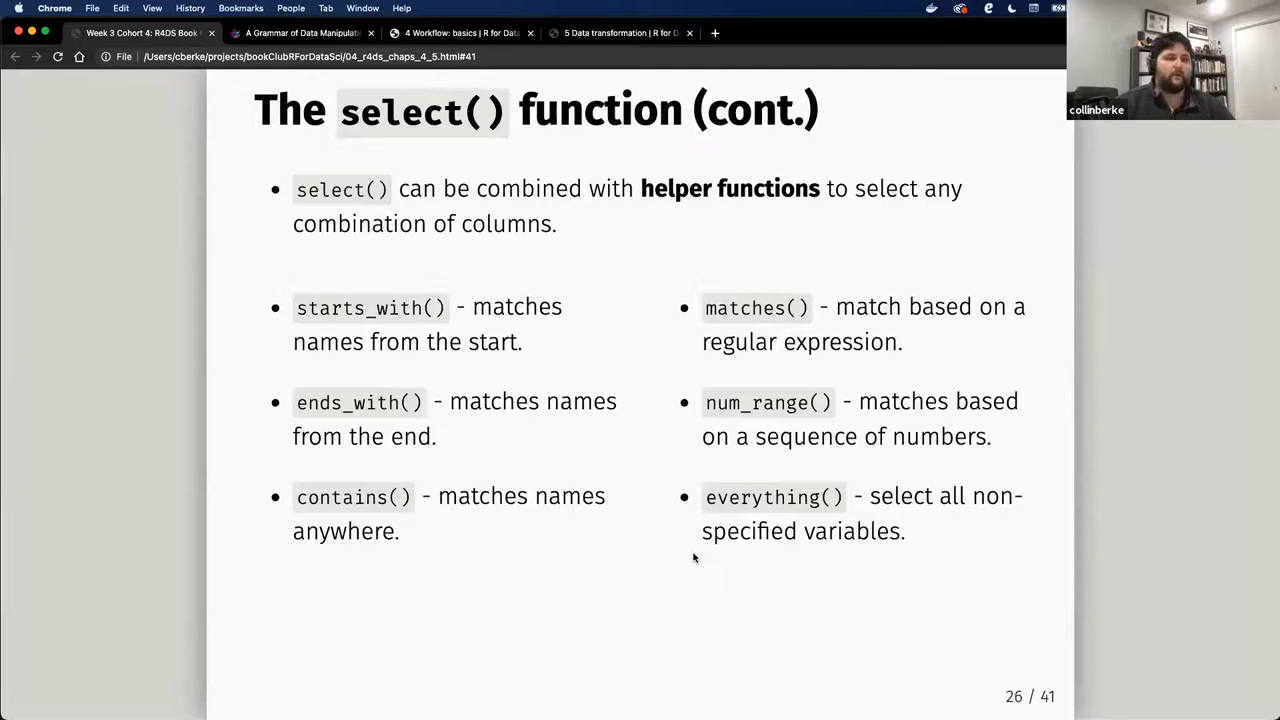 Chrome File Edit View History Bookmarks People Tab Window Help
Week 3 Cohort 4: R4DS Book
A Grammar of Data Manipulati
4 Workflow: basics | R for Data
5 Data transformation | R for D
File /Users/cberke/projects/bookClubRForDataSci/04_r4ds_chaps_4_5.html#41
collinberke
The select() function (cont.)
• select() can be combined with helper functions to select any
combination of columns.
• starts_with() - matches
names from the start.
• ends_with() - matches names
from the end.
• contains() - matches names
anywhere.
• matches() - match based on a
regular expression.
• num_range() - matches based
on a sequence of numbers.
• everything() - select all non-
specified variables.
26 / 41